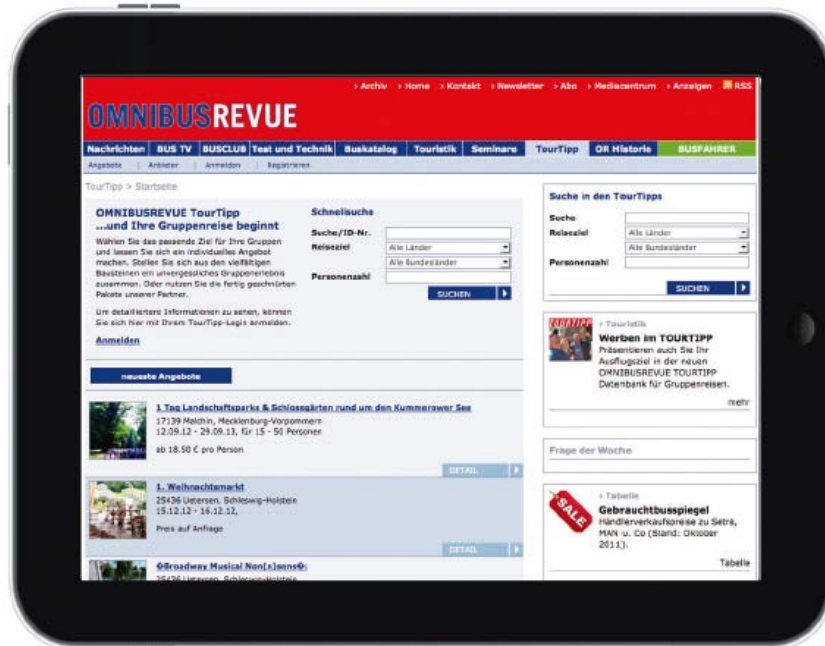 › Archiv › Home › Kontakt › Newsletter › Abo › Mediacentrum › Anzeigen RSS
OMNIBUSREVUE
Nachrichten BUS TV BUSCLUB Test und Technik Buskatalog Touristik Seminare TourTipp OR Historie BUSFAHRER
Angebote | Anbieter | Anmelden | Registrieren
TourTipp > Startseite
OMNIBUSREVUE TourTipp
...und Ihre Gruppenreise beginnt
Wählen Sie das passende Ziel für Ihre Gruppen
und lassen Sie sich ein individuelles Angebot
machen. Stellen Sie sich aus den vielfältigen
Bausteinen ein unvergessliches Gruppenerlebnis
zusammen. Oder nutzen Sie die fertig geschnürten
Pakete unserer Partner.
Um detailliertere Informationen zu sehen, können
Sie sich hier mit Ihrem TourTipp-Login anmelden.
Anmelden
Schnellsuche
Suche/ID-Nr.
Reiseziel Alle Länder
Alle Bundesländer
Personenzahl
SUCHEN
neueste Angebote
1 Tag Landschaftsparks & Schlossgärten rund um den Kummerower See
17139 Malchin, Mecklenburg-Vorpommern
12.09.12 - 29.09.13, für 15 - 50 Personen
ab 18.50 € pro Person
DETAIL
1. Weihnachtsmarkt
25436 Uetersen, Schleswig-Holstein
15.12.12 - 16.12.12,
Preis auf Anfrage
DETAIL
�Broadway Musical Non(s)sens�:
25436 Uetersen, Schleswig-Holstein
Suche in den TourTipps
Suche
Reiseziel Alle Länder
Alle Bundesländer
Personenzahl
SUCHEN
TOURTIPP
› Touristik
Werben im TOURTIPP
Präsentieren auch Sie Ihr
Ausflugsziel in der neuen
OMNIBUSREVUE TOURTIPP
Datenbank für Gruppenreisen.
mehr
Frage der Woche
SALE
› Tabelle
Gebrauchtbusspiegel
Händlerverkaufspreise zu Setra,
MAN u. Co (Stand: Oktober
2011).
Tabelle